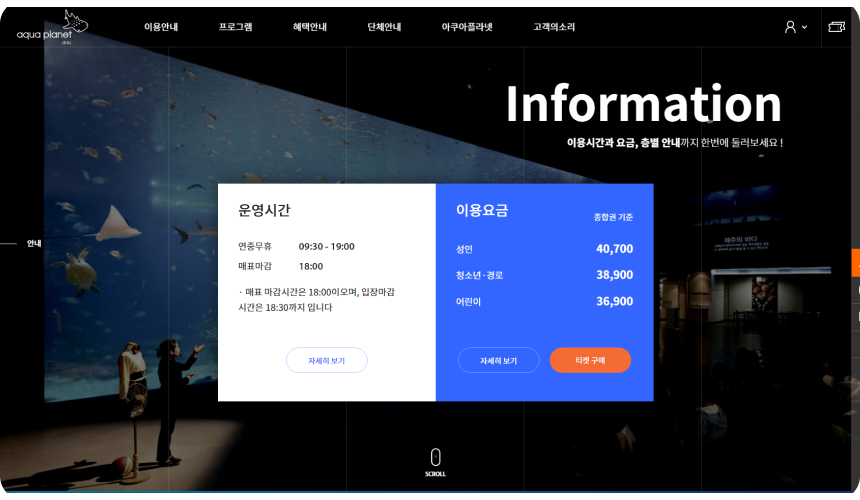 aqua planet
이용안내
프로그램
혜택안내
단체안내
아쿠아플라넷
고객의소리
Information
이용시간과 요금, 층별 안내까지 한번에 둘러보세요 !
안내
운영시간
연중무휴 09:30 - 19:00
매표마감 18:00
· 매표 마감시간은 18:00이오며, 입장마감
시간은 18:30까지 입니다
자세히 보기
이용요금 종합권 기준
성인 40,700
청소년 · 경로 38,900
어린이 36,900
자세히 보기
티켓 구매
제주의 바다
SCROLL